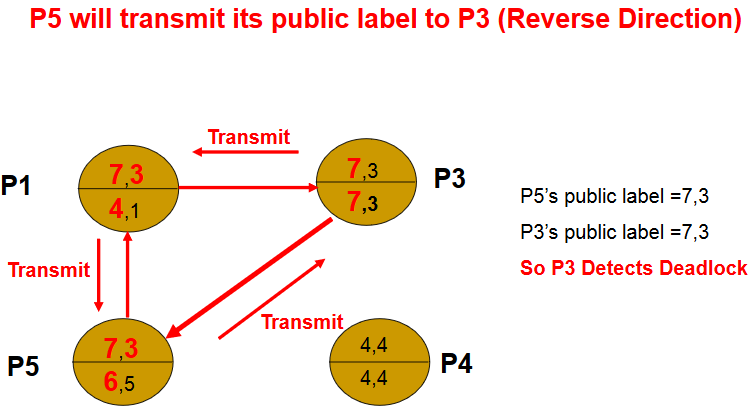 P5 will transmit its public label to P3 (Reverse Direction)
Transmit
P1
7,3
4,1
7,3
7,3
P3
P5’s public label =7,3
P3’s public label =7,3
So P3 Detects Deadlock
Transmit
Transmit
P5
7,3
6,5
4,4
4,4
P4